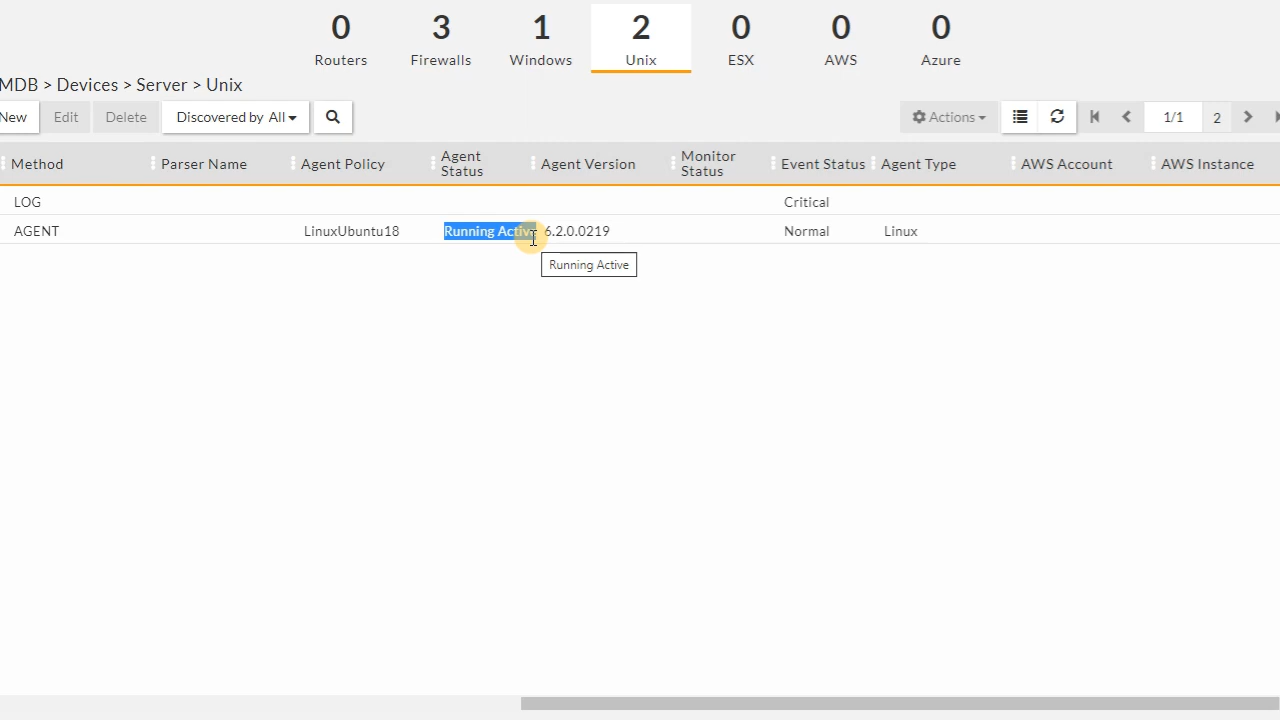 0 3 1 2 0 0 0
Routers Firewalls Windows Unix ESX AWS Azure
MDB > Devices > Server > Unix
New Edit Delete Discovered by All Actions 1/1 2
Method Parser Name Agent Policy Agent Status Agent Version Monitor Status Event Status Agent Type AWS Account AWS Instance
LOG Critical
AGENT LinuxUbuntu18 Running Active 6.2.0.0219 Normal Linux
Running Active